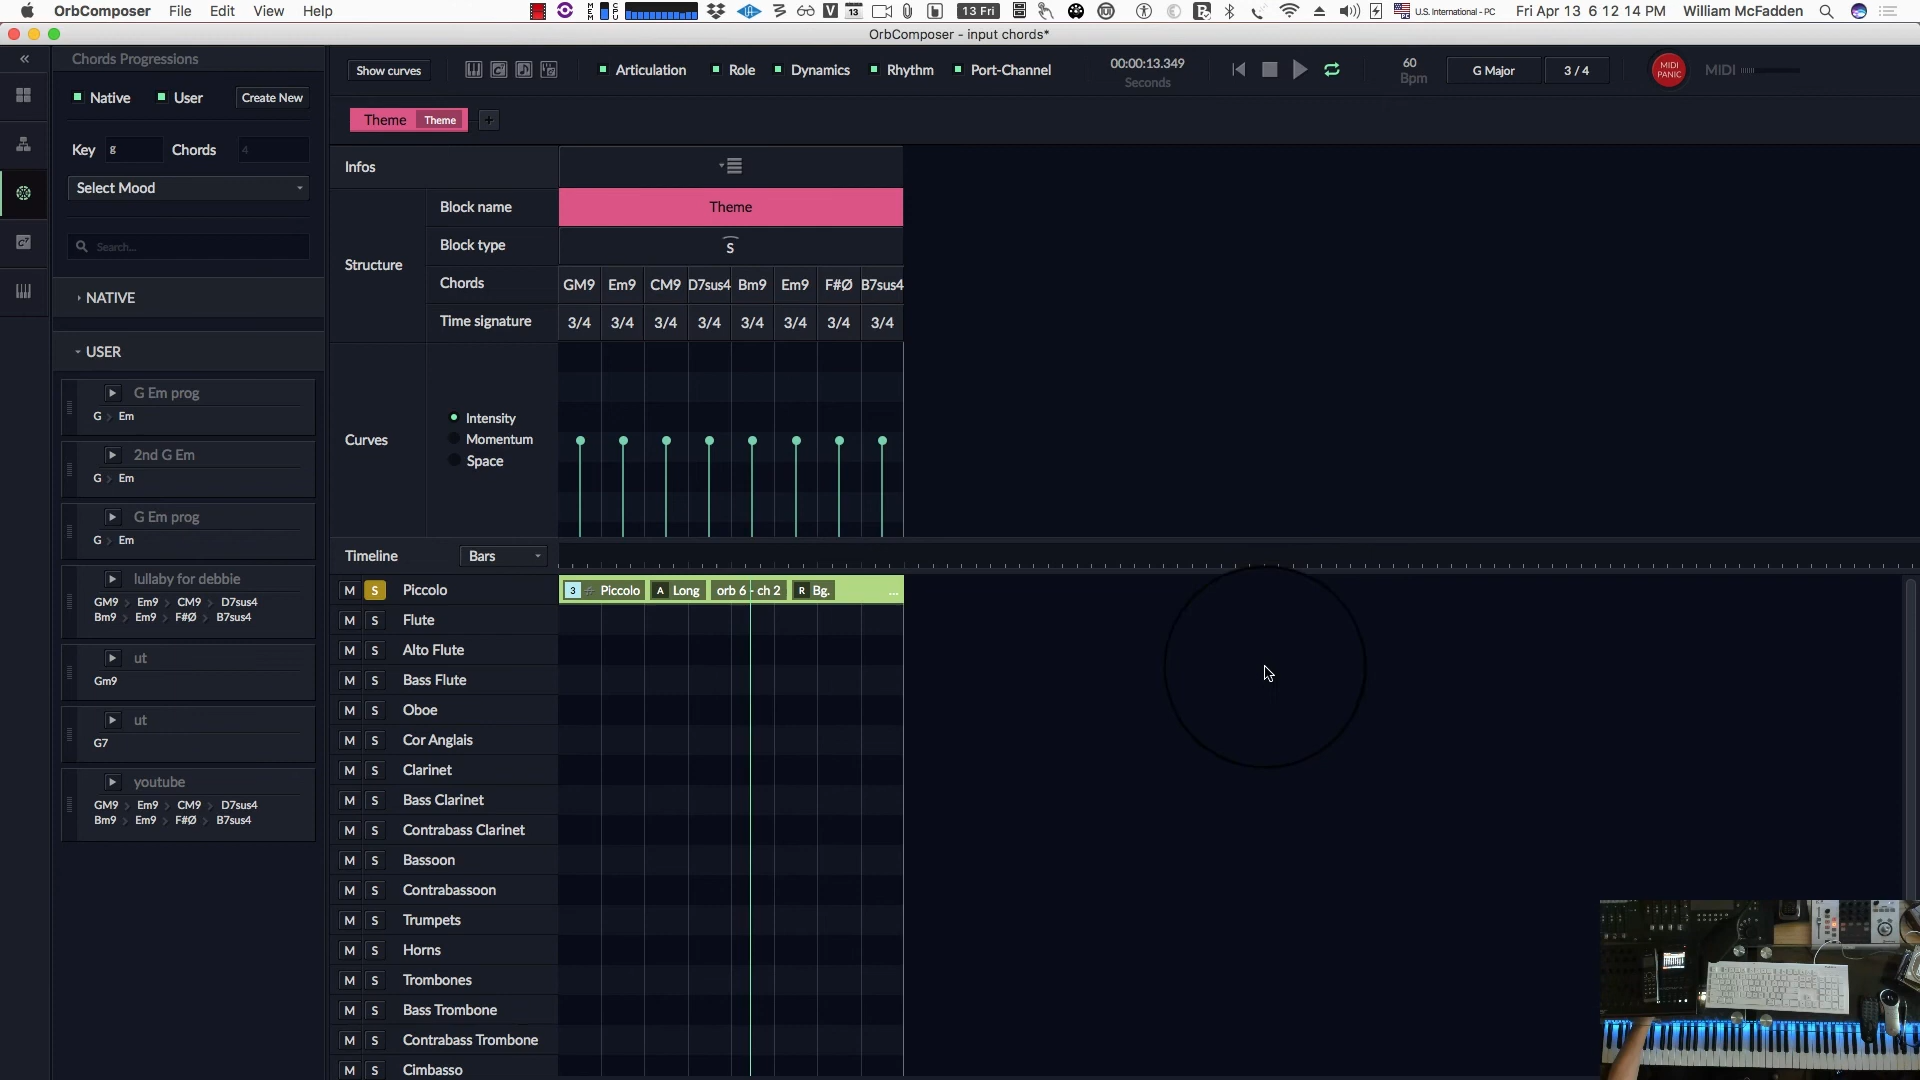 OrbComposer File Edit View Help
13 Fri U.S. International - PC Fri Apr 13 6 12 14 PM William McFadden
OrbComposer - input chords*
Chords Progressions
Native User Create New
Key g Chords 4
Select Mood
Search...
NATIVE
USER
G Em prog
G > Em
2nd G Em
G > Em
G Em prog
G > Em
lullaby for debbie
GM9 > Em9 > CM9 > D7sus4
Bm9 > Em9 > F#Ø > B7sus4
ut
Gm9
ut
G7
youtube
GM9 > Em9 > CM9 > D7sus4
Bm9 > Em9 > F#Ø > B7sus4
Show curves Articulation Role Dynamics Rhythm Port-Channel 00:00:13.349 Seconds 60 Bpm G Major 3 / 4 MIDI PANIC MIDI
Theme Theme +
Infos
Structure
Block name Theme
Block type S
Chords GM9 Em9 CM9 D7sus4 Bm9 Em9 F#Ø B7sus4
Time signature 3/4 3/4 3/4 3/4 3/4 3/4 3/4 3/4
Curves
Intensity
Momentum
Space
Timeline Bars
M S Piccolo 3 Piccolo A Long orb 6 - ch 2 R Bg. ...
M S Flute
M S Alto Flute
M S Bass Flute
M S Oboe
M S Cor Anglais
M S Clarinet
M S Bass Clarinet
M S Contrabass Clarinet
M S Bassoon
M S Contrabassoon
M S Trumpets
M S Horns
M S Trombones
M S Bass Trombone
M S Contrabass Trombone
M S Cimbasso